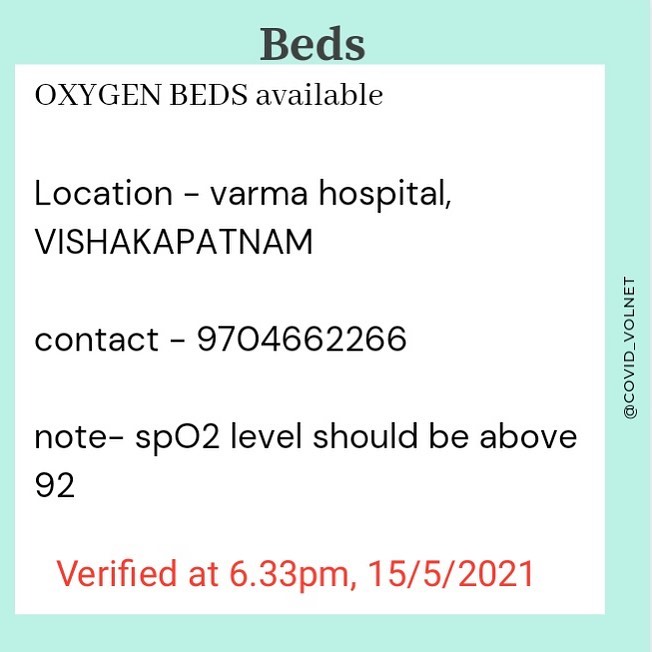 Beds
OXYGEN BEDS available
Location - varma hospital,
VISHAKAPATNAM
contact - 9704662266
note- spO2 level should be above
92
Verified at 6.33pm, 15/5/2021
@COVID_VOLNET